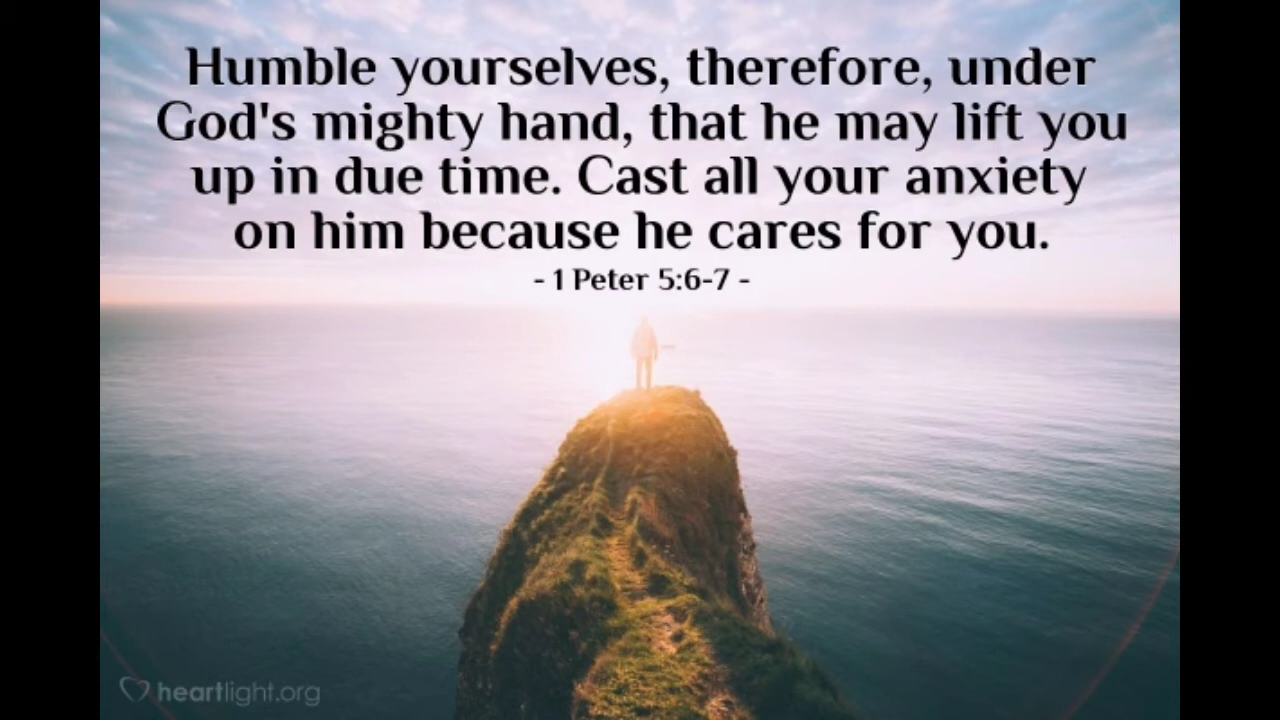 Humble yourselves, therefore, under
God's mighty hand, that he may lift you
up in due time. Cast all your anxiety
on him because he cares for you.
- 1 Peter 5:6-7 -
heartlight.org